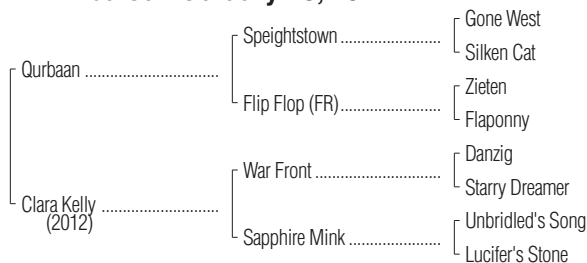 Gone West
Speightstown
Silken Cat
Qurbaan
Zieten
Flip Flop (FR)
Flaponny
Danzig
War Front
Starry Dreamer
Clara Kelly
(2012)
Unbridled's Song
Sapphire Mink
Lucifer's Stone